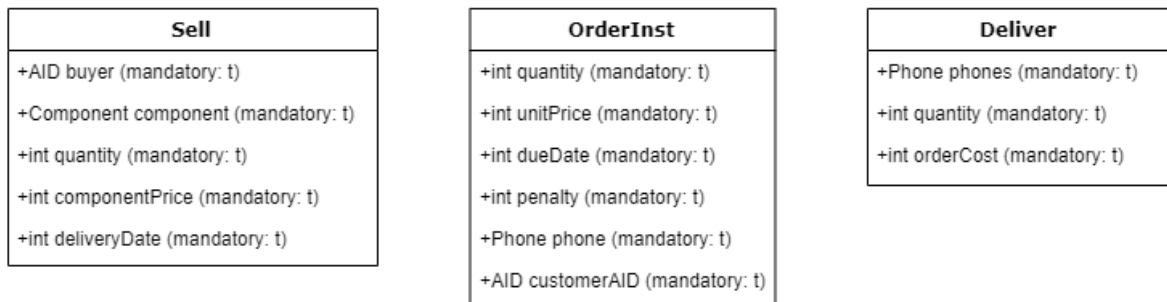 Sell
+AID buyer (mandatory: t)
+Component component (mandatory: t)
+int quantity (mandatory: t)
+int componentPrice (mandatory: t)
+int deliveryDate (mandatory: t)
OrderInst
+int quantity (mandatory: t)
+int unitPrice (mandatory: t)
+int dueDate (mandatory: t)
+int penalty (mandatory: t)
+Phone phone (mandatory: t)
+AID customerAID (mandatory: t)
Deliver
+Phone phones (mandatory: t)
+int quantity (mandatory: t)
+int orderCost (mandatory: t)